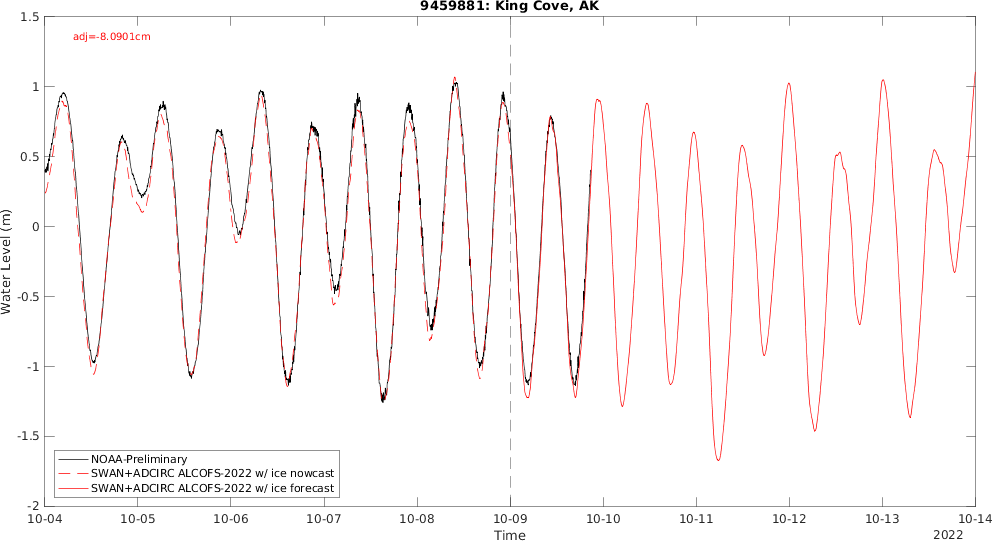 9459881: King Cove, AK
adj=-8.0901cm
1.5
1
0.5
0
-0.5
-1
-1.5
-2
Water Level (m)
NOAA-Preliminary
SWAN+ADCIRC ALCOFS-2022 w/ ice nowcast
SWAN+ADCIRC ALCOFS-2022 w/ ice forecast
10-04 10-05 10-06 10-07 10-08 10-09 10-10 10-11 10-12 10-13 10-14
Time
2022